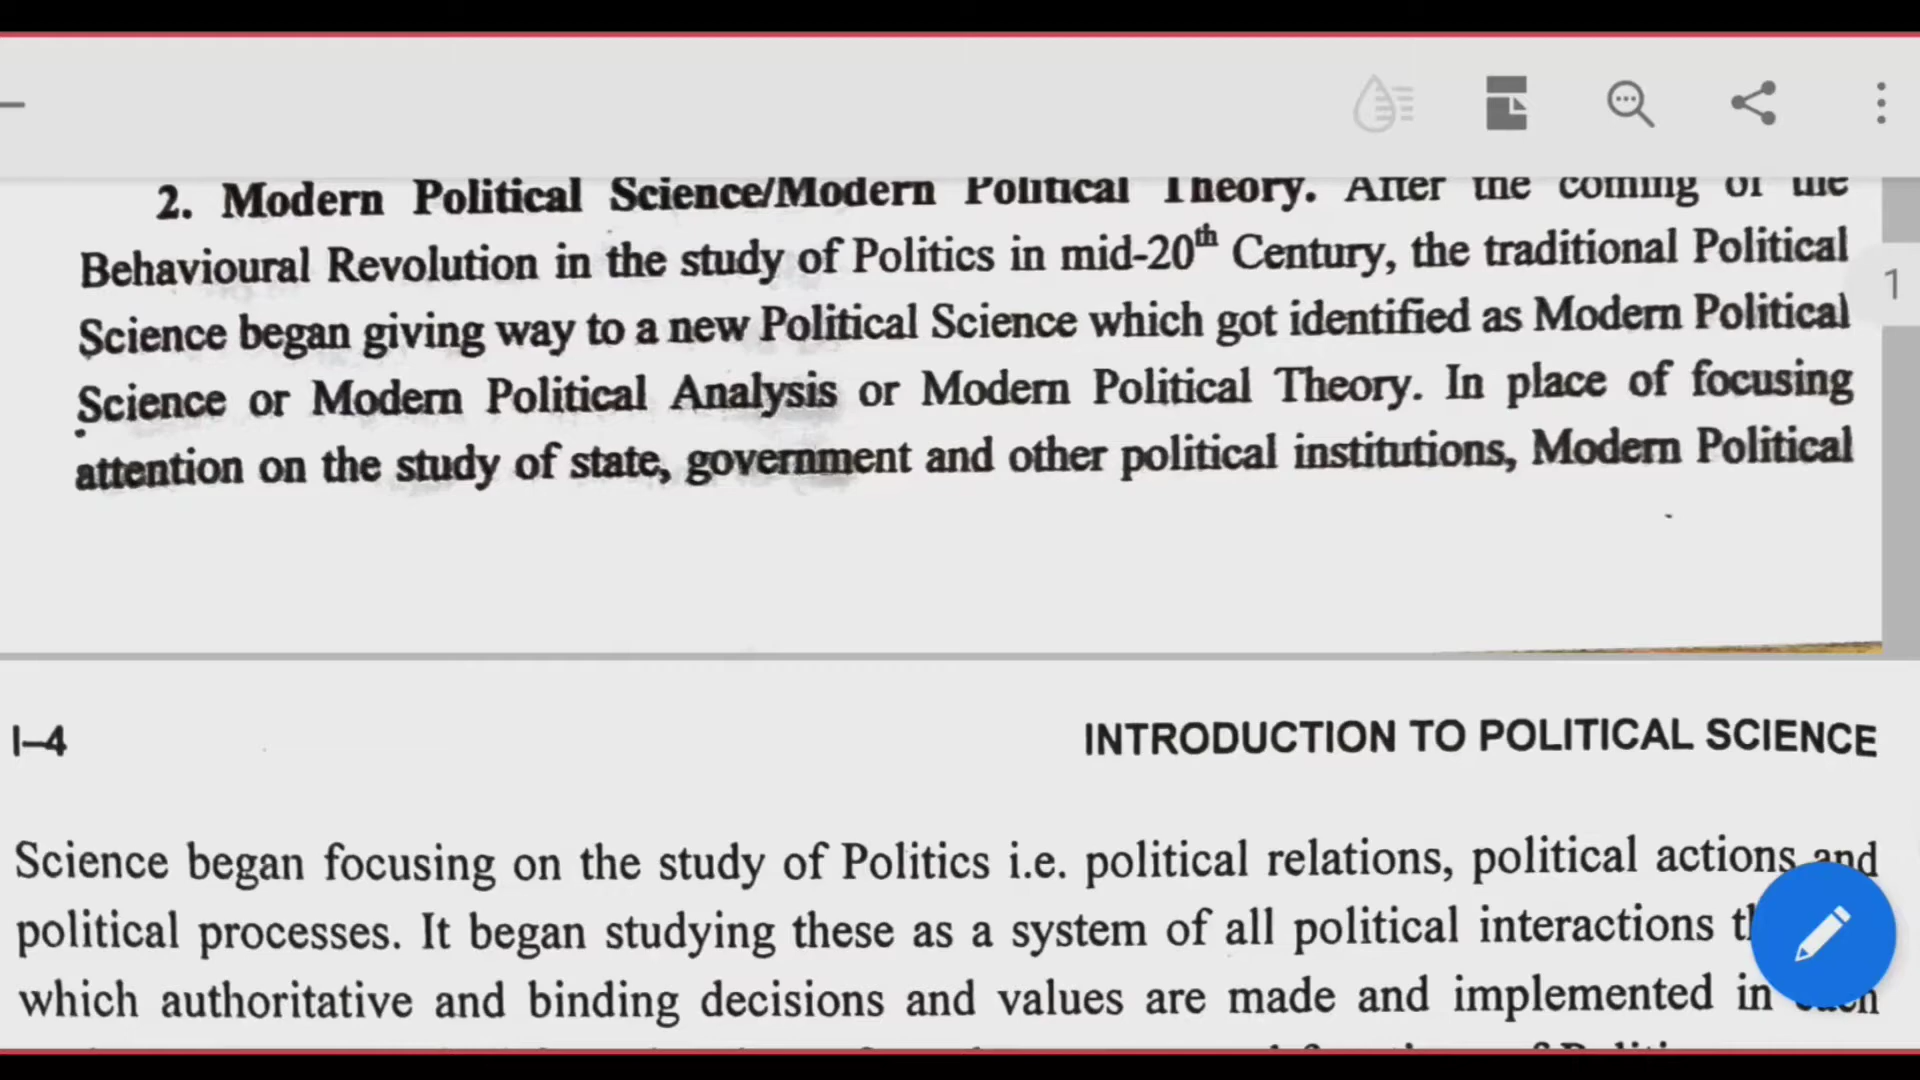 2. Modern Political Science/Modern Political Theory. After the coming of the
1
Behavioural Revolution in the study of Politics in mid-20th Century, the traditional Political
Science began giving way to a new Political Science which got identified as Modern Political
Science or Modern Political Analysis or Modern Political Theory. In place of focusing
attention on the study of state, government and other political institutions, Modern Political
I–4
INTRODUCTION TO POLITICAL SCIENCE
Science began focusing on the study of Politics i.e. political relations, political actions and
political processes. It began studying these as a system of all political interactions
which authoritative and binding decisions and values are made and implemented in each